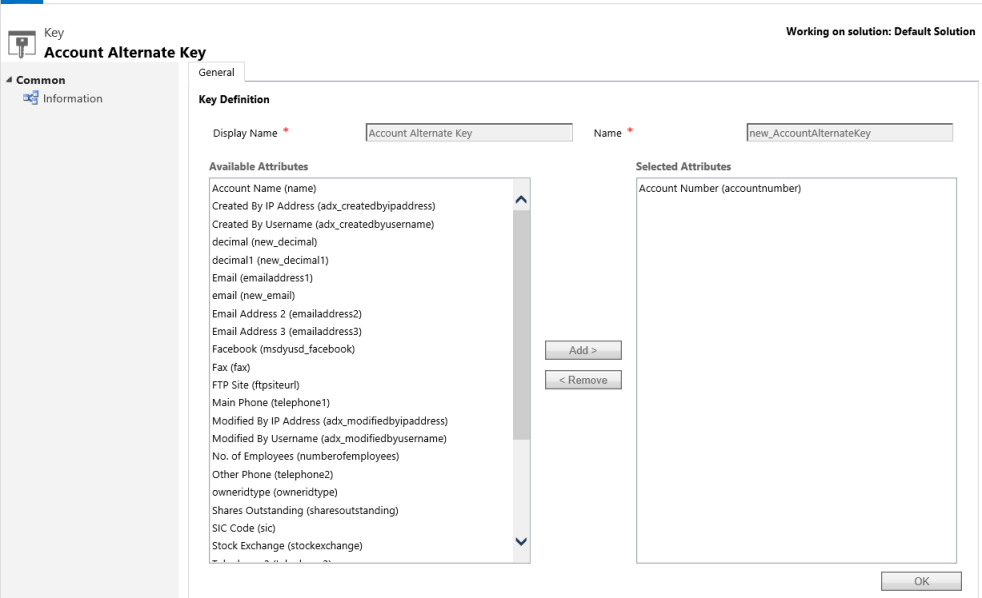 Key
Account Alternate Key
Working on solution: Default Solution
Common
Information
General
Key Definition
Display Name *
Account Alternate Key
Name *
new_AccountAlternateKey
Available Attributes
Account Name (name)
Created By IP Address (adx_createdbyipaddress)
Created By Username (adx_createdbyusername)
decimal (new_decimal)
decimal1 (new_decimal1)
Email (emailaddress1)
email (new_email)
Email Address 2 (emailaddress2)
Email Address 3 (emailaddress3)
Facebook (msdyusd_facebook)
Fax (fax)
FTP Site (ftpsiteurl)
Main Phone (telephone1)
Modified By IP Address (adx_modifiedbyipaddress)
Modified By Username (adx_modifiedbyusername)
No. of Employees (numberofemployees)
Other Phone (telephone2)
owneridtype (owneridtype)
Shares Outstanding (sharesoutstanding)
SIC Code (sic)
Stock Exchange (stockexchange)
Add >
< Remove
Selected Attributes
Account Number (accountnumber)
OK